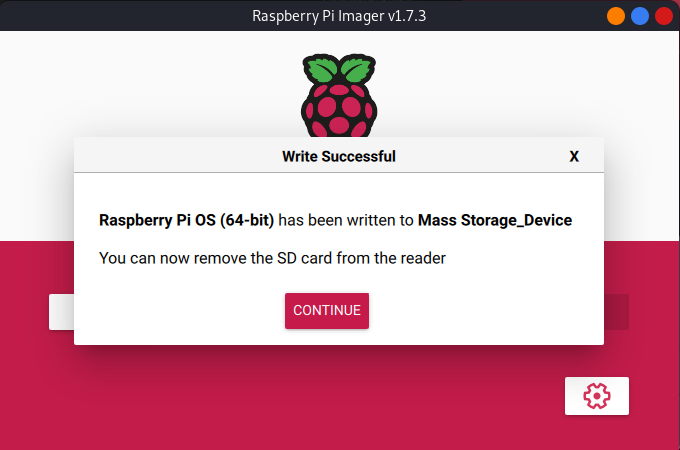 Raspberry Pi Imager v1.7.3
Write Successful
X
Raspberry Pi OS (64-bit) has been written to Mass Storage_Device
You can now remove the SD card from the reader
CONTINUE